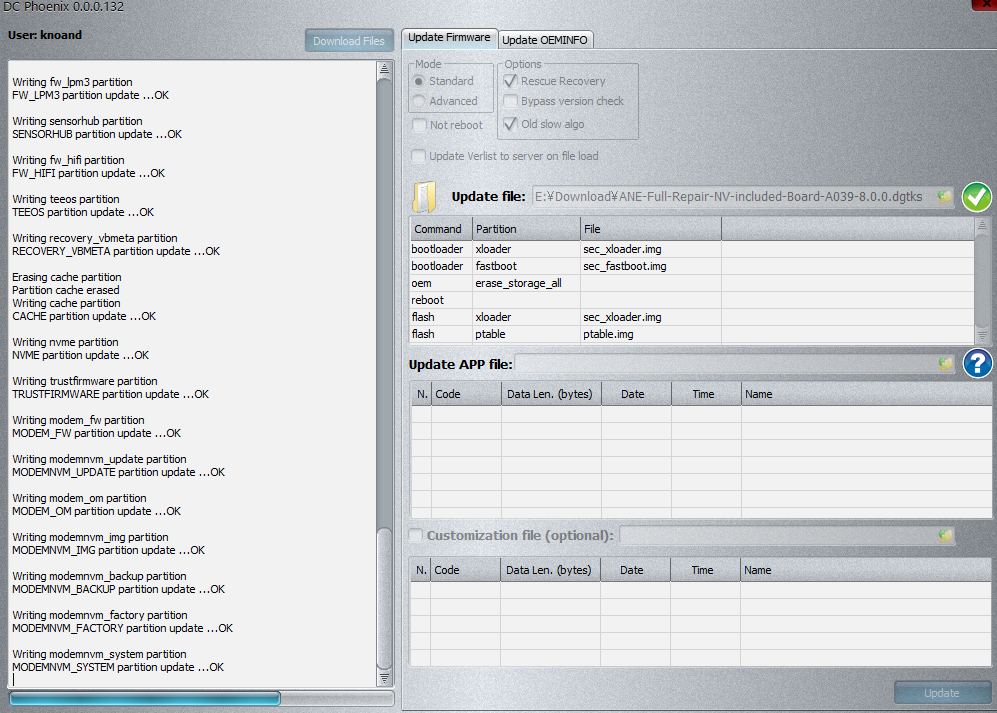 DC Phoenix 0.0.0.132
User: knoand
Download Files
Writing fw_lpm3 partition
FW_LPM3 partition update ...OK
Writing sensorhub partition
SENSORHUB partition update ...OK
Writing fw_hifi partition
FW_HIFI partition update ...OK
Writing teeos partition
TEEOS partition update ...OK
Writing recovery_vbmeta partition
RECOVERY_VBMETA partition update ...OK
Erasing cache partition
Partition cache erased
Writing cache partition
CACHE partition update ...OK
Writing nvme partition
NVME partition update ...OK
Writing trustfirmware partition
TRUSTFIRMWARE partition update ...OK
Writing modem_fw partition
MODEM_FW partition update ...OK
Writing modemnvm_update partition
MODEMNVM_UPDATE partition update ...OK
Writing modem_om partition
MODEM_OM partition update ...OK
Writing modemnvm_img partition
MODEMNVM_IMG partition update ...OK
Writing modemnvm_backup partition
MODEMNVM_BACKUP partition update ...OK
Writing modemnvm_factory partition
MODEMNVM_FACTORY partition update ...OK
Writing modemnvm_system partition
MODEMNVM_SYSTEM partition update ...OK
Update Firmware Update OEMINFO
Mode
Standard
Advanced
Not reboot
Options
Rescue Recovery
Bypass version check
Old slow algo
Update Verlist to server on file load
Update file: E:¥Download¥ANE-Full-Repair-NV-included-Board-A039-8.0.0.dgtks
Command Partition File
bootloader xloader sec_xloader.img
bootloader fastboot sec_fastboot.img
oem erase_storage_all
reboot
flash xloader sec_xloader.img
flash ptable ptable.img
Update APP file:
?
N. Code Data Len. (bytes) Date Time Name
Customization file (optional):
N. Code Data Len. (bytes) Date Time Name
Update